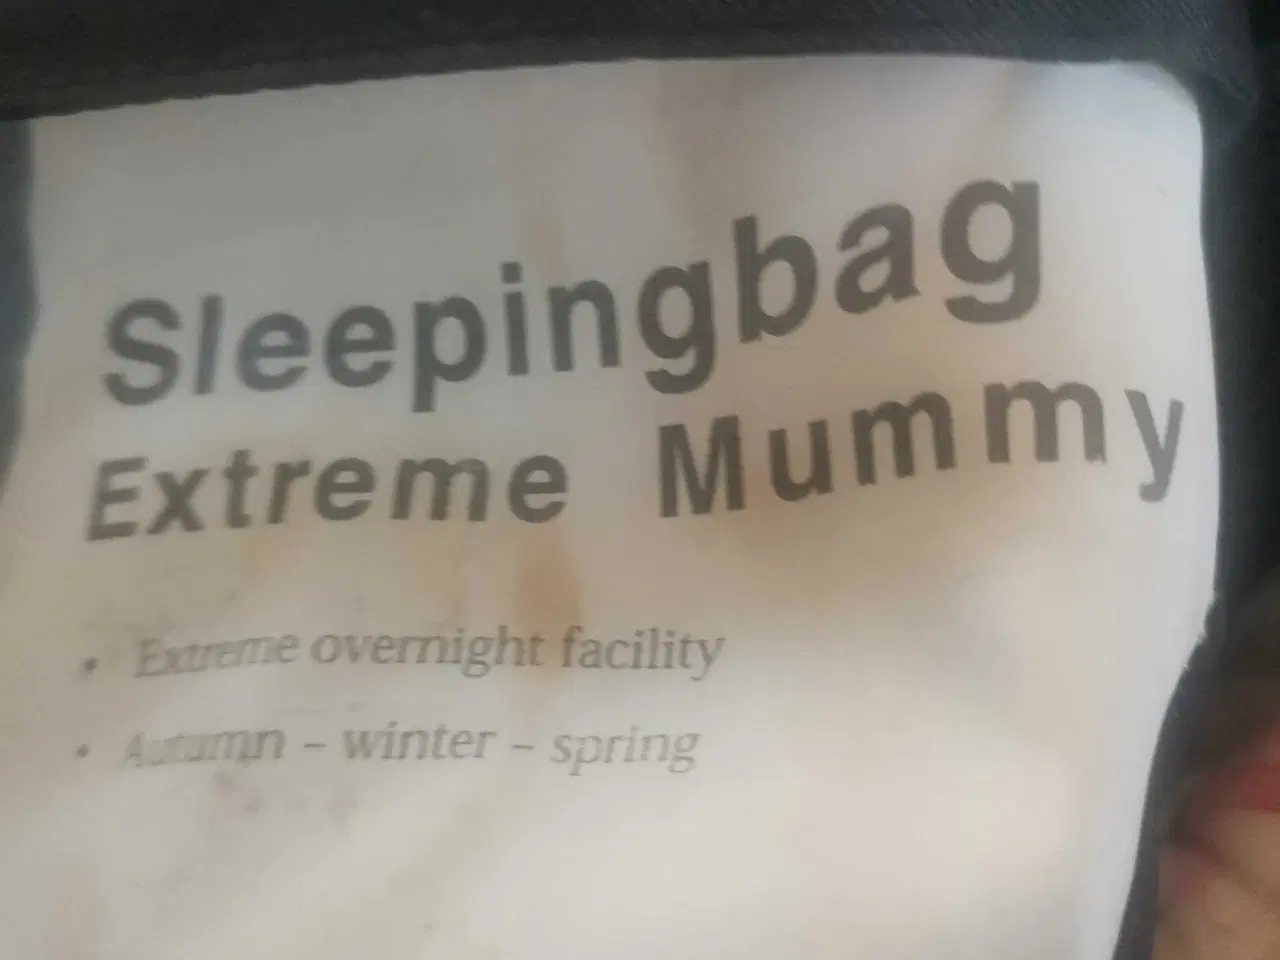 Sleepingbag
Extreme Mummy
• Extreme overnight facility
• Autumn – winter – spring